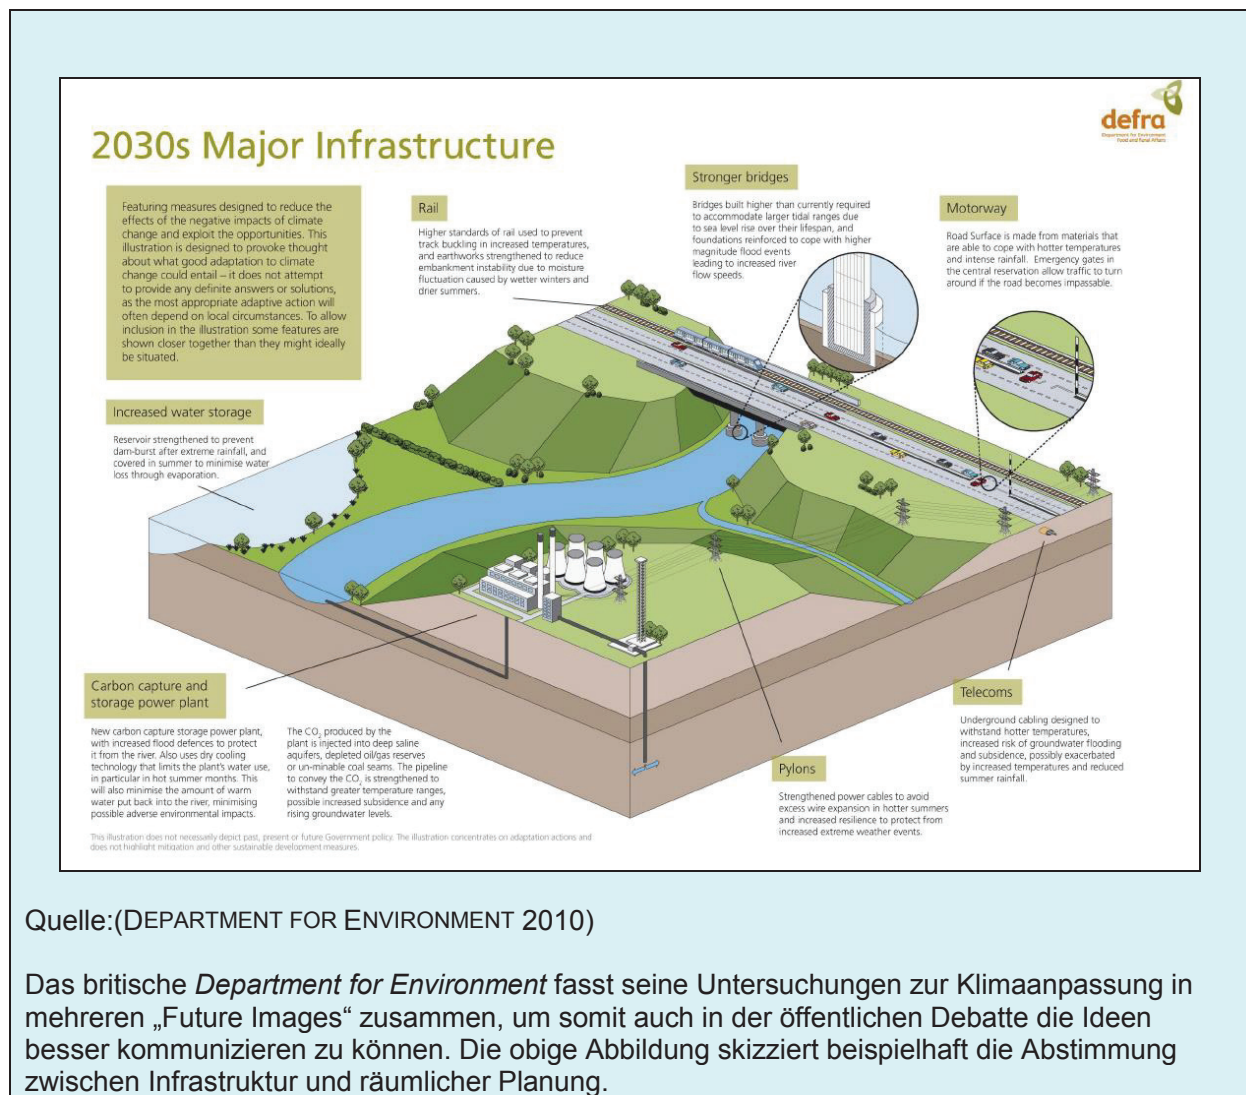 defra
Department for Environment
Food and Rural Affairs
2030s Major Infrastructure
Featuring measures designed to reduce the
effects of the negative impacts of climate
change and exploit the opportunities. This
illustration is designed to provoke thought
about what good adaptation to climate
change could entail – it does not attempt
to provide any definite answers or solutions,
as the most appropriate adaptive action will
often depend on local circumstances. To allow
inclusion in the illustration some features are
shown closer together than they might ideally
be situated.
Rail
Higher standards of rail used to prevent
track buckling in increased temperatures,
and earthworks strengthened to reduce
embankment instability due to moisture
fluctuation caused by wetter winters and
drier summers.
Stronger bridges
Bridges built higher than currently required
to accommodate larger tidal ranges due
to sea level rise over their lifespan, and
foundations reinforced to cope with higher
magnitude flood events
leading to increased river
flow speeds.
Motorway
Road Surface is made from materials that
are able to cope with hotter temperatures
and intense rainfall. Emergency gates in
the central reservation allow traffic to turn
around if the road becomes impassable.
Increased water storage
Reservoir strengthened to prevent
dam-burst after extreme rainfall, and
covered in summer to minimise water
loss through evaporation.
Carbon capture and
storage power plant
New carbon capture storage power plant,
with increased flood defences to protect
it from the river. Also uses dry cooling
technology that limits the plant's water use,
in particular in hot summer months. This
will also minimise the amount of warm
water put back into the river, minimising
possible adverse environmental impacts.
The CO₂ produced by the
plant is injected into deep saline
aquifers, depleted oil/gas reserves
or un-minable coal seams. The pipeline
to convey the CO₂ is strengthened to
withstand greater temperature ranges,
possible increased subsidence and any
rising groundwater levels.
Pylons
Strengthened power cables to avoid
excess wire expansion in hotter summers
and increased resilience to protect from
increased extreme weather events.
Telecoms
Underground cabling designed to
withstand hotter temperatures,
increased risk of groundwater flooding
and subsidence, possibly exacerbated
by increased temperatures and reduced
summer rainfall.
This illustration does not necessarily depict past, present or future Government policy. The illustration concentrates on adaptation actions and
does not highlight mitigation and other sustainable development measures.
Quelle:(DEPARTMENT FOR ENVIRONMENT 2010)
Das britische Department for Environment fasst seine Untersuchungen zur Klimaanpassung in
mehreren „Future Images“ zusammen, um somit auch in der öffentlichen Debatte die Ideen
besser kommunizieren zu können. Die obige Abbildung skizziert beispielhaft die Abstimmung
zwischen Infrastruktur und räumlicher Planung.